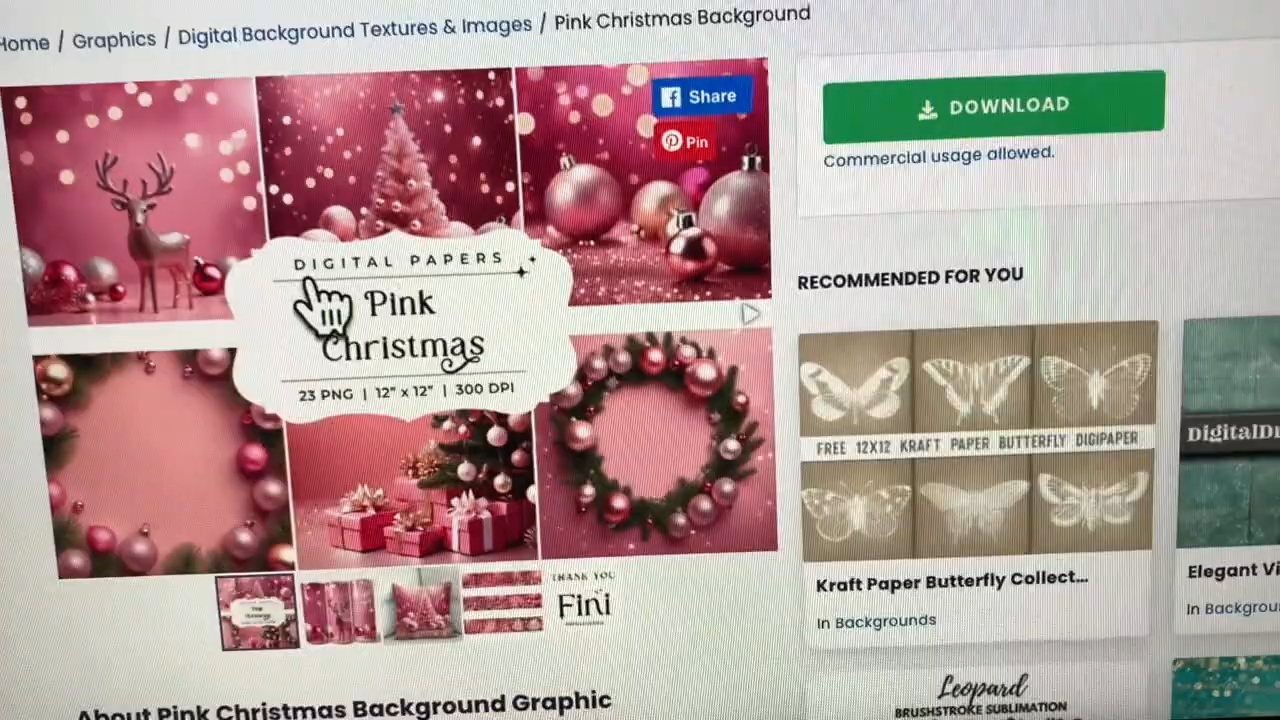 Home / Graphics / Digital Background Textures & Images / Pink Christmas Background
Share
Pin
DIGITAL PAPERS
Pink
Christmas
23 PNG | 12" x 12" | 300 DPI
THANK YOU
Fini
About Pink Christmas Background Graphic
DOWNLOAD
Commercial usage allowed.
RECOMMENDED FOR YOU
FREE 12X12 KRAFT PAPER BUTTERFLY DIGIPAPER
Kraft Paper Butterfly Collect...
In Backgrounds
DigitalDr
Elegant Vi
In Backgrou
Leopard
BRUSHSTROKE SUBLIMATION